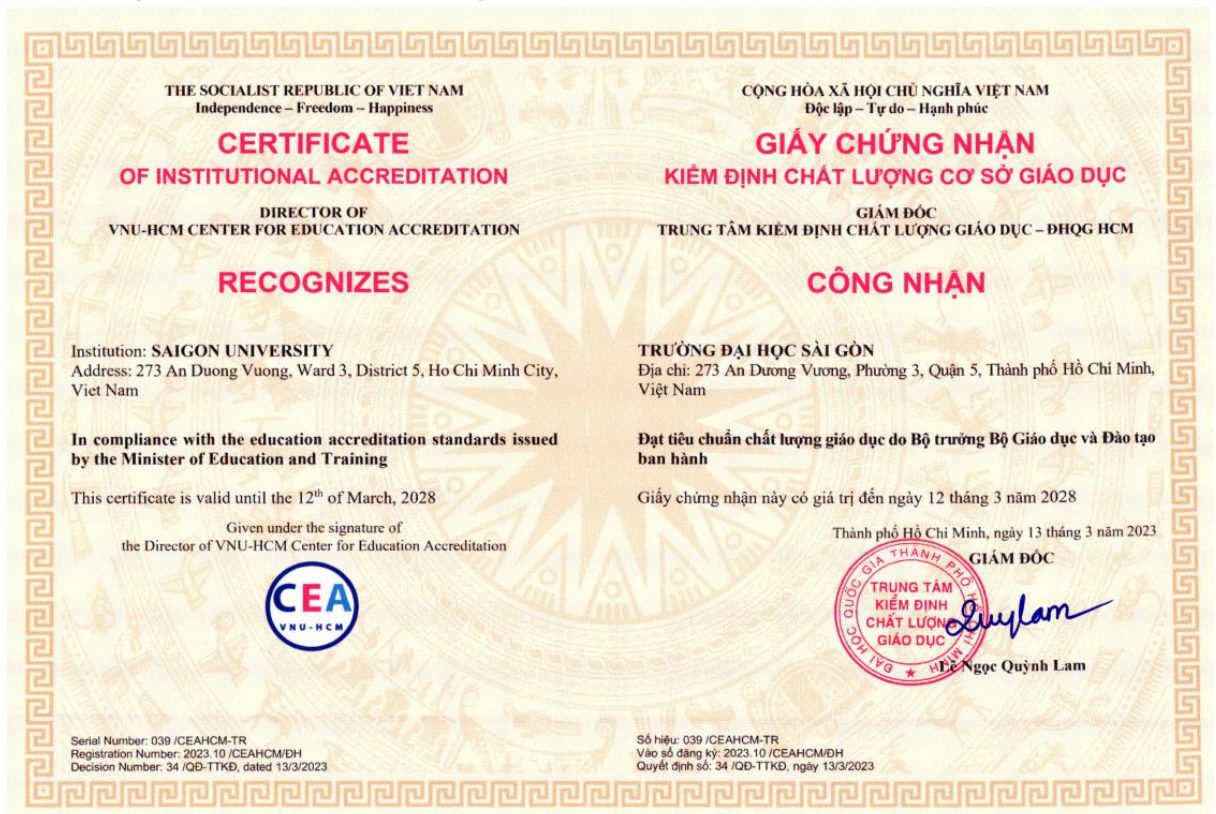 THE SOCIALIST REPUBLIC OF VIET NAM
Independence – Freedom – Happiness
CERTIFICATE
OF INSTITUTIONAL ACCREDITATION
DIRECTOR OF
VNU-HCM CENTER FOR EDUCATION ACCREDITATION
RECOGNIZES
Institution: SAIGON UNIVERSITY
Address: 273 An Duong Vuong, Ward 3, District 5, Ho Chi Minh City,
Viet Nam
In compliance with the education accreditation standards issued
by the Minister of Education and Training
This certificate is valid until the 12th of March, 2028
Given under the signature of
the Director of VNU-HCM Center for Education Accreditation
CEA
VNU-HCM
Serial Number: 039 /CEAHCM-TR
Registration Number: 2023.10 /CEAHCM/ĐH
Decision Number: 34 /QĐ-TTKĐ, dated 13/3/2023
CỘNG HÒA XÃ HỘI CHỦ NGHĨA VIỆT NAM
Độc lập – Tự do – Hạnh phúc
GIẤY CHỨNG NHẬN
KIỂM ĐỊNH CHẤT LƯỢNG CƠ SỞ GIÁO DỤC
GIÁM ĐỐC
TRUNG TÂM KIỂM ĐỊNH CHẤT LƯỢNG GIÁO DỤC – ĐHQG HCM
CÔNG NHẬN
TRƯỜNG ĐẠI HỌC SÀI GÒN
Địa chỉ: 273 An Dương Vương, Phường 3, Quận 5, Thành phố Hồ Chí Minh,
Việt Nam
Đạt tiêu chuẩn chất lượng giáo dục do Bộ trưởng Bộ Giáo dục và Đào tạo
ban hành
Giấy chứng nhận này có giá trị đến ngày 12 tháng 3 năm 2028
Thành phố Hồ Chí Minh, ngày 13 tháng 3 năm 2023
GIÁM ĐỐC
ĐẠI HỌC QUỐC GIA THÀNH PHỐ HỒ CHÍ MINH
TRUNG TÂM
KIỂM ĐỊNH
CHẤT LƯỢNG
GIÁO DỤC
Quylam
Lê Ngọc Quỳnh Lam
Số hiệu: 039 /CEAHCM-TR
Vào sổ đăng ký: 2023.10 /CEAHCM/ĐH
Quyết định số: 34 /QĐ-TTKĐ, ngày 13/3/2023